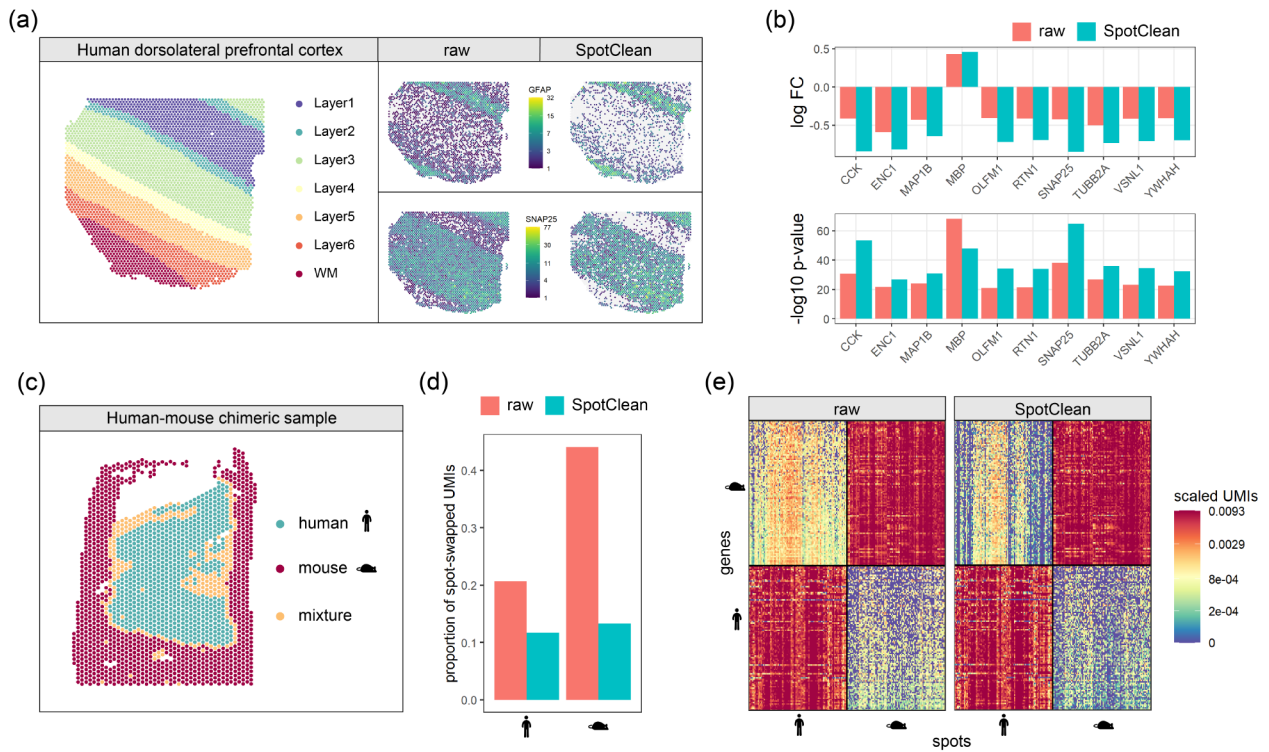 (a)
Human dorsolateral prefrontal cortex
raw
SpotClean
Layer1
Layer2
Layer3
Layer4
Layer5
Layer6
WM
GFAP
32
15
7
3
1
SNAP25
77
30
11
4
1
(b)
raw
SpotClean
log FC
0.5
0.0
-0.5
CCK
ENC1
MAP1B
MBP
OLFM1
RTN1
SNAP25
TUBB2A
VSNL1
YWHAH
-log10 p-value
60
40
20
0
CCK
ENC1
MAP1B
MBP
OLFM1
RTN1
SNAP25
TUBB2A
VSNL1
YWHAH
(c)
Human-mouse chimeric sample
human
mouse
mixture
(d)
raw
SpotClean
proportion of spot-swapped UMIs
0.4
0.3
0.2
0.1
0.0
(e)
raw
SpotClean
genes
spots
scaled UMIs
0.0093
0.0029
8e-04
2e-04
0